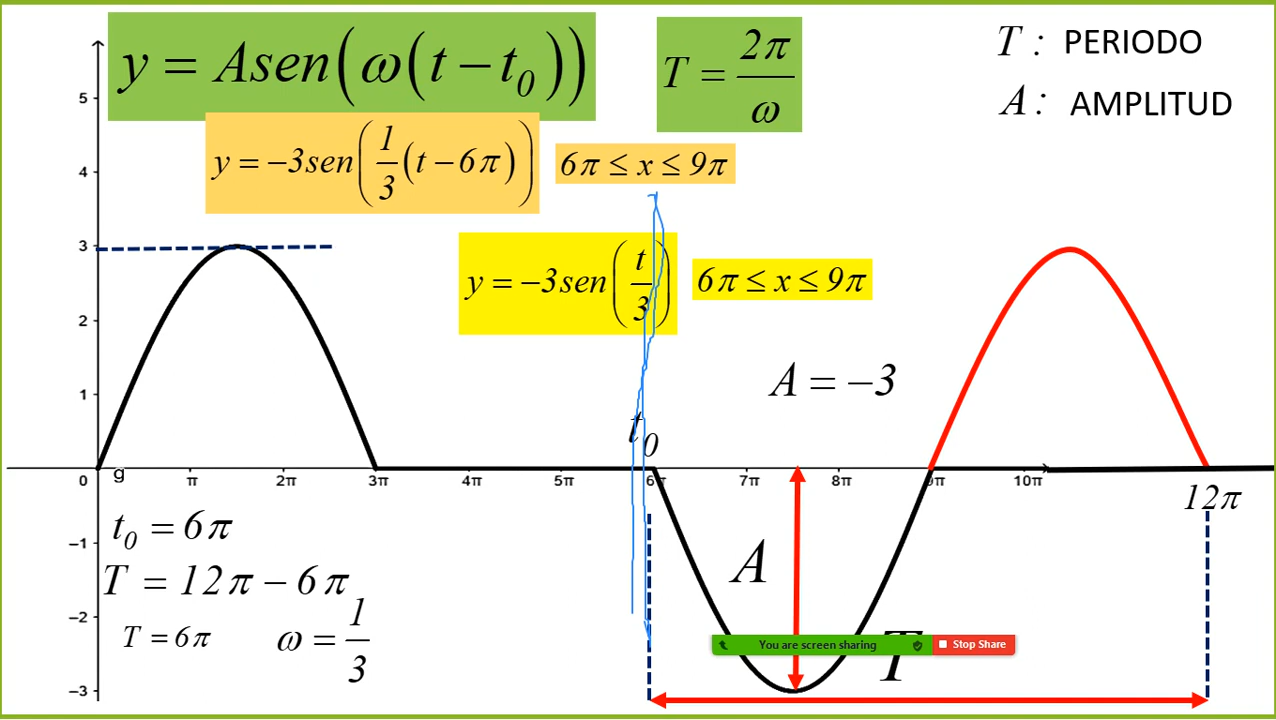 y = Asen(ω(t − t₀))
T = 2π/ω
T : PERIODO
A : AMPLITUD
y = −3sen(1/3(t − 6π))
6π ≤ x ≤ 9π
y = −3sen(t/3)
6π ≤ x ≤ 9π
A = −3
t₀
5
4
3
2
1
0
g
π
2π
3π
4π
5π
6π
7π
8π
9π
10π
12π
−1
−2
−3
t₀ = 6π
T = 12π − 6π
T = 6π
ω = 1/3
A
T
You are screen sharing
Stop Share